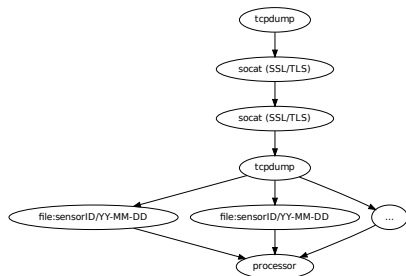 tcpdump
socat (SSL/TLS)
socat (SSL/TLS)
tcpdump
file:sensorID/YY-MM-DD
file:sensorID/YY-MM-DD
...
processor